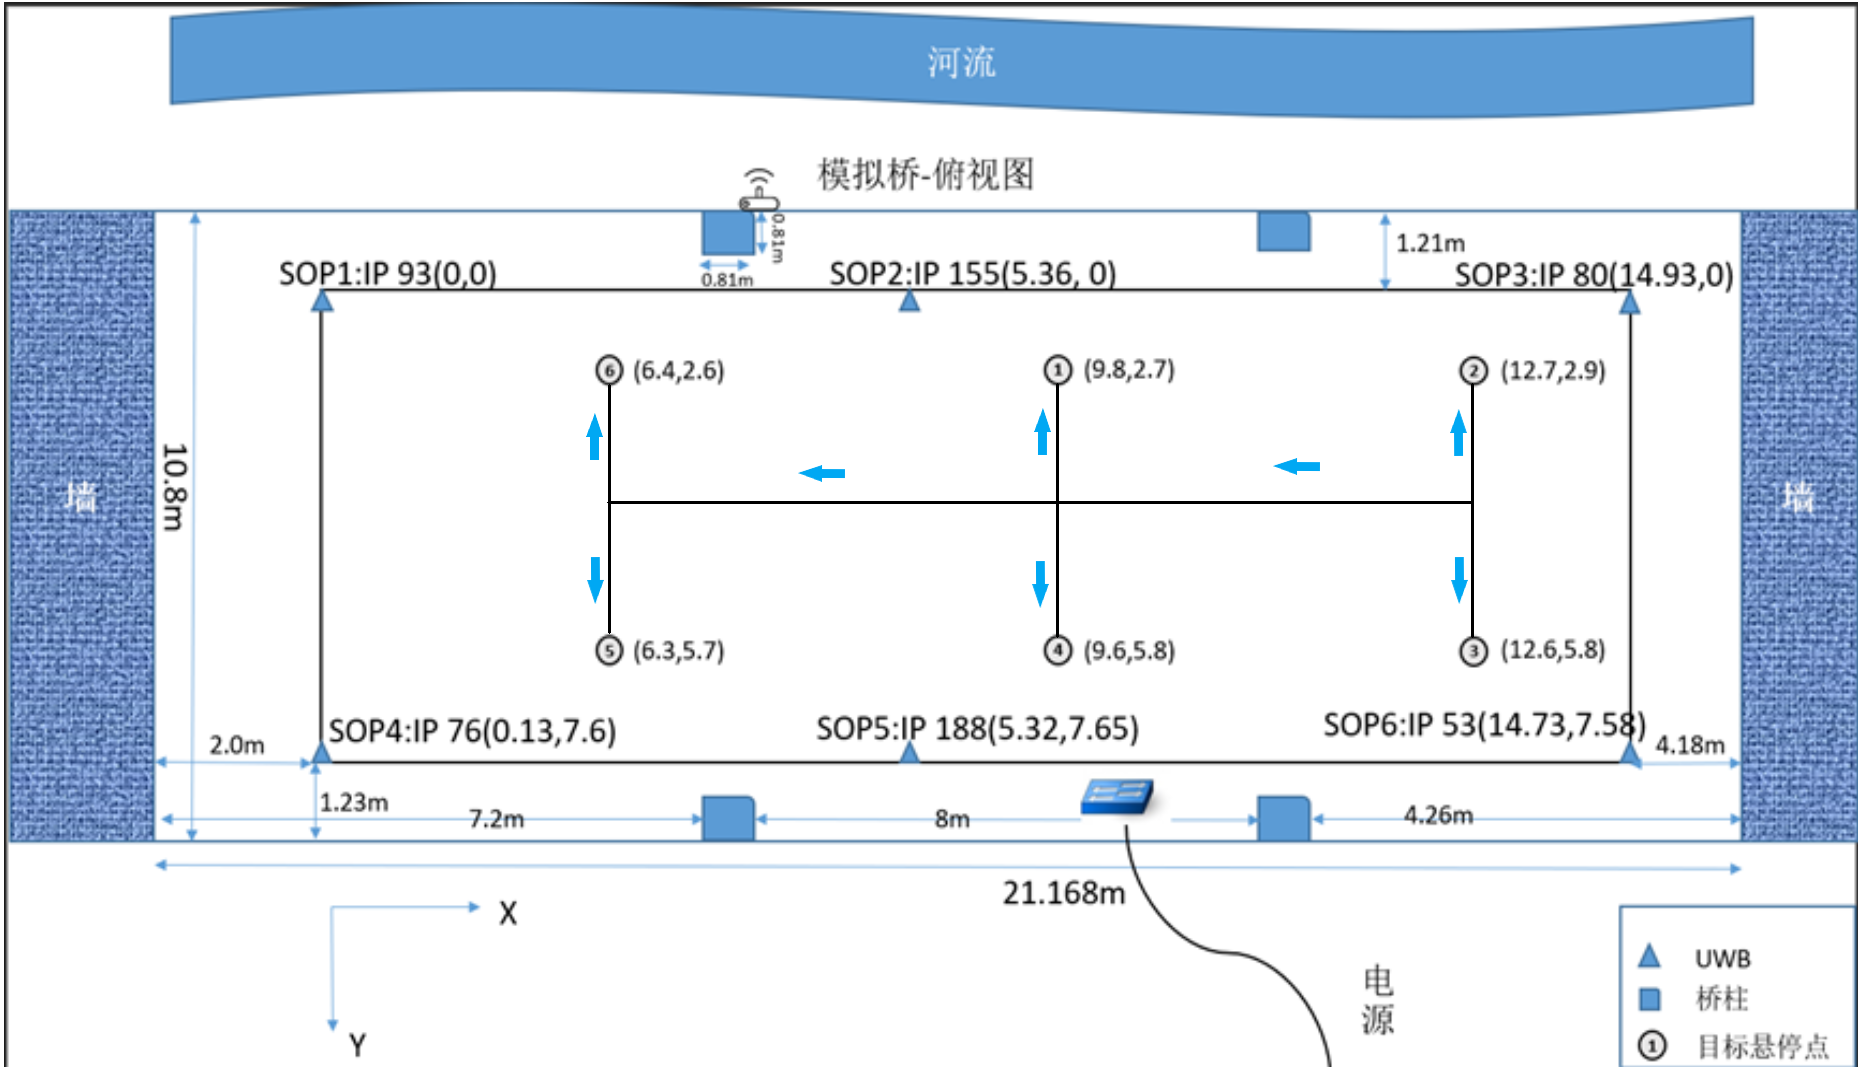 河流
模拟桥-俯视图
0.81m
0.81m
1.21m
SOP1:IP 93(0,0)
SOP2:IP 155(5.36, 0)
SOP3:IP 80(14.93,0)
6 (6.4,2.6)
1 (9.8,2.7)
2 (12.7,2.9)
墙
10.8m
墙
5 (6.3,5.7)
4 (9.6,5.8)
3 (12.6,5.8)
SOP4:IP 76(0.13,7.6)
SOP5:IP 188(5.32,7.65)
SOP6:IP 53(14.73,7.58)
2.0m
4.18m
1.23m
7.2m
8m
4.26m
21.168m
X
Y
电
源
UWB
桥柱
1 目标悬停点